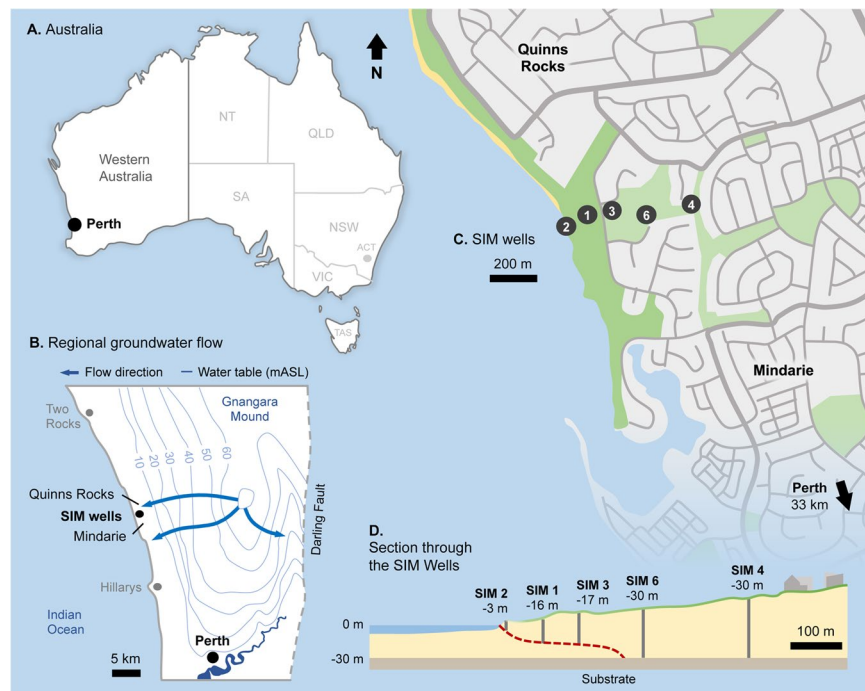 A. Australia
N
NT
QLD
Western
Australia
SA
Perth
NSW
ACT
VIC
TAS
B. Regional groundwater flow
Flow direction
Water table (mASL)
Gnangara
Mound
Two
Rocks
10
20
30
40
50
60
Quinns Rocks
SIM wells
Mindarie
Darling Fault
Hillarys
Indian
Ocean
Perth
5 km
Quinns
Rocks
2
1
3
6
4
C. SIM wells
200 m
Mindarie
Perth
33 km
D.
Section through
the SIM Wells
SIM 2
-3 m
SIM 1
-16 m
SIM 3
-17 m
SIM 6
-30 m
SIM 4
-30 m
0 m
-30 m
100 m
Substrate